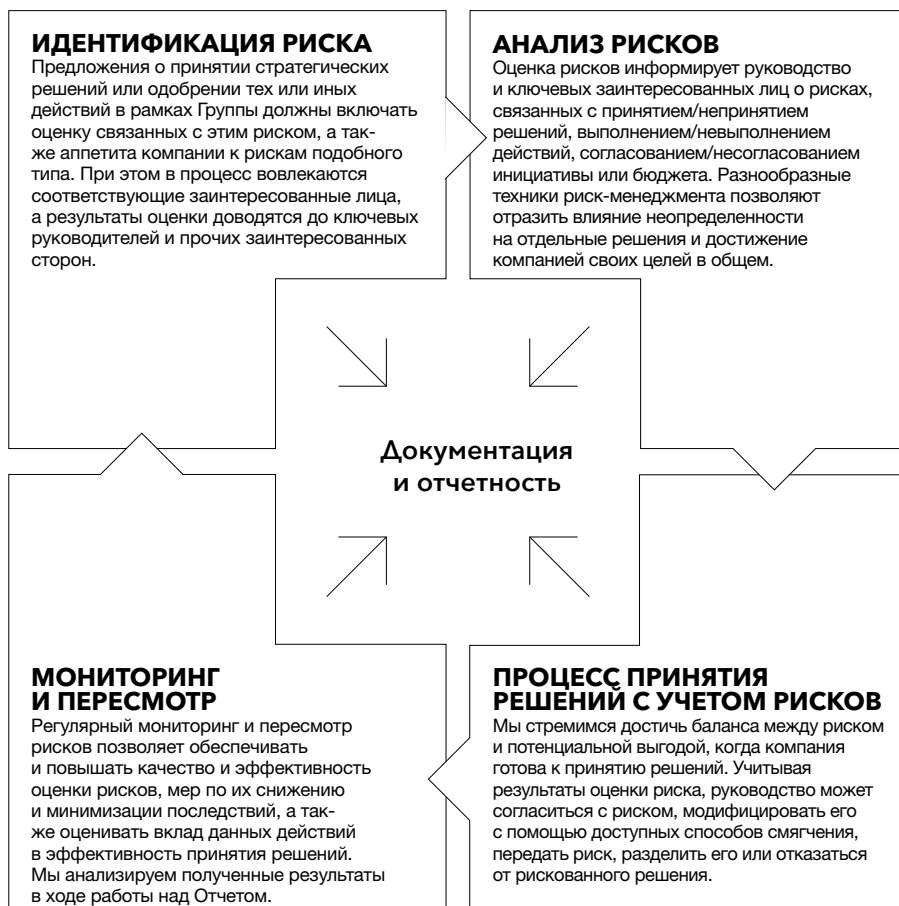 ИДЕНТИФИКАЦИЯ РИСКА
Предложения о принятии стратегических
решений или одобрении тех или иных
действий в рамках Группы должны включать
оценку связанных с этим риском, а так-
же аппетита компании к рискам подобного
типа. При этом в процесс вовлекаются
соответствующие заинтересованные лица,
а результаты оценки доводятся до ключевых
руководителей и прочих заинтересованных
сторон.
АНАЛИЗ РИСКОВ
Оценка рисков информирует руководство
и ключевых заинтересованных лиц о рисках,
связанных с принятием/непринятием
решений, выполнением/невыполнением
действий, согласованием/несогласованием
инициативы или бюджета. Разнообразные
техники риск-менеджмента позволяют
отразить влияние неопределенности
на отдельные решения и достижение
компанией своих целей в общем.
Документация
и отчетность
МОНИТОРИНГ
И ПЕРЕСМОТР
Регулярный мониторинг и пересмотр
рисков позволяет обеспечивать
и повышать качество и эффективность
оценки рисков, мер по их снижению
и минимизации последствий, а так-
же оценивать вклад данных действий
в эффективность принятия решений.
Мы анализируем полученные результаты
в ходе работы над Отчетом.
ПРОЦЕСС ПРИНЯТИЯ
РЕШЕНИЙ С УЧЕТОМ РИСКОВ
Мы стремимся достичь баланса между риском
и потенциальной выгодой, когда компания
готова к принятию решений. Учитывая
результаты оценки риска, руководство может
согласиться с риском, модифицировать его
с помощью доступных способов смягчения,
передать риск, разделить его или отказаться
от рискованного решения.